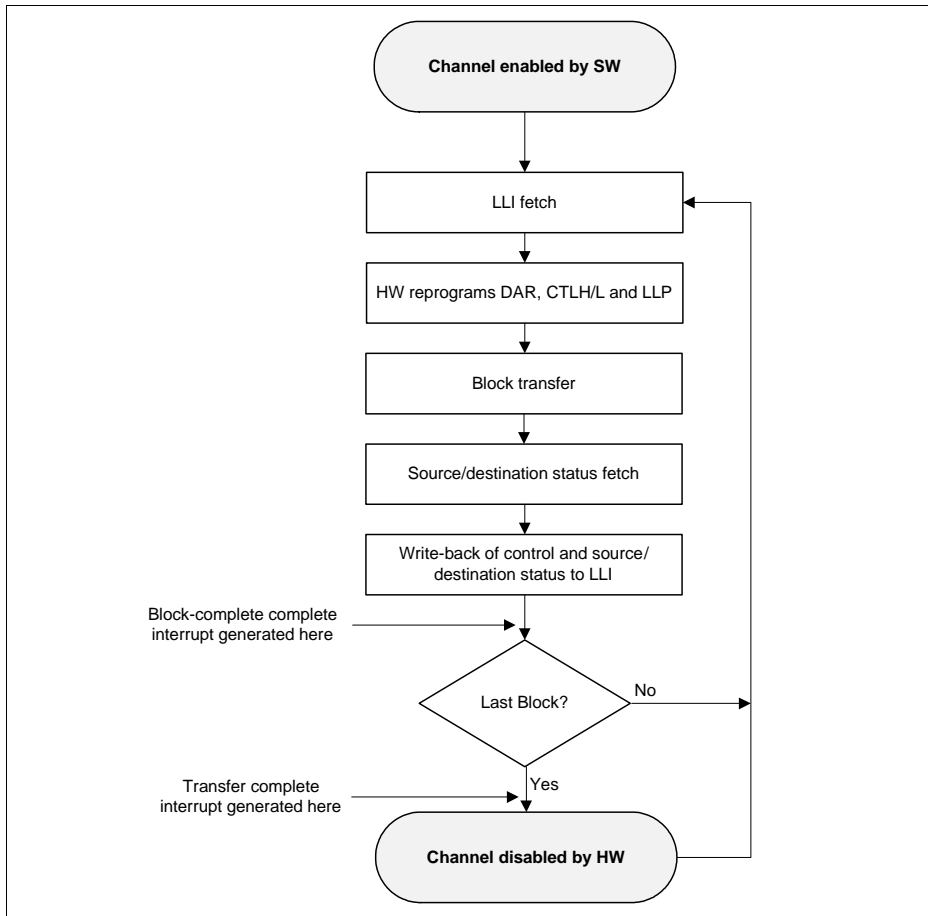 Channel enabled by SW
LLI fetch
HW reprograms DAR, CTLH/L and LLP
Block transfer
Source/destination status fetch
Write-back of control and source/
destination status to LLI
Block-complete complete
interrupt generated here
Last Block?
No
Yes
Transfer complete
interrupt generated here
Channel disabled by HW